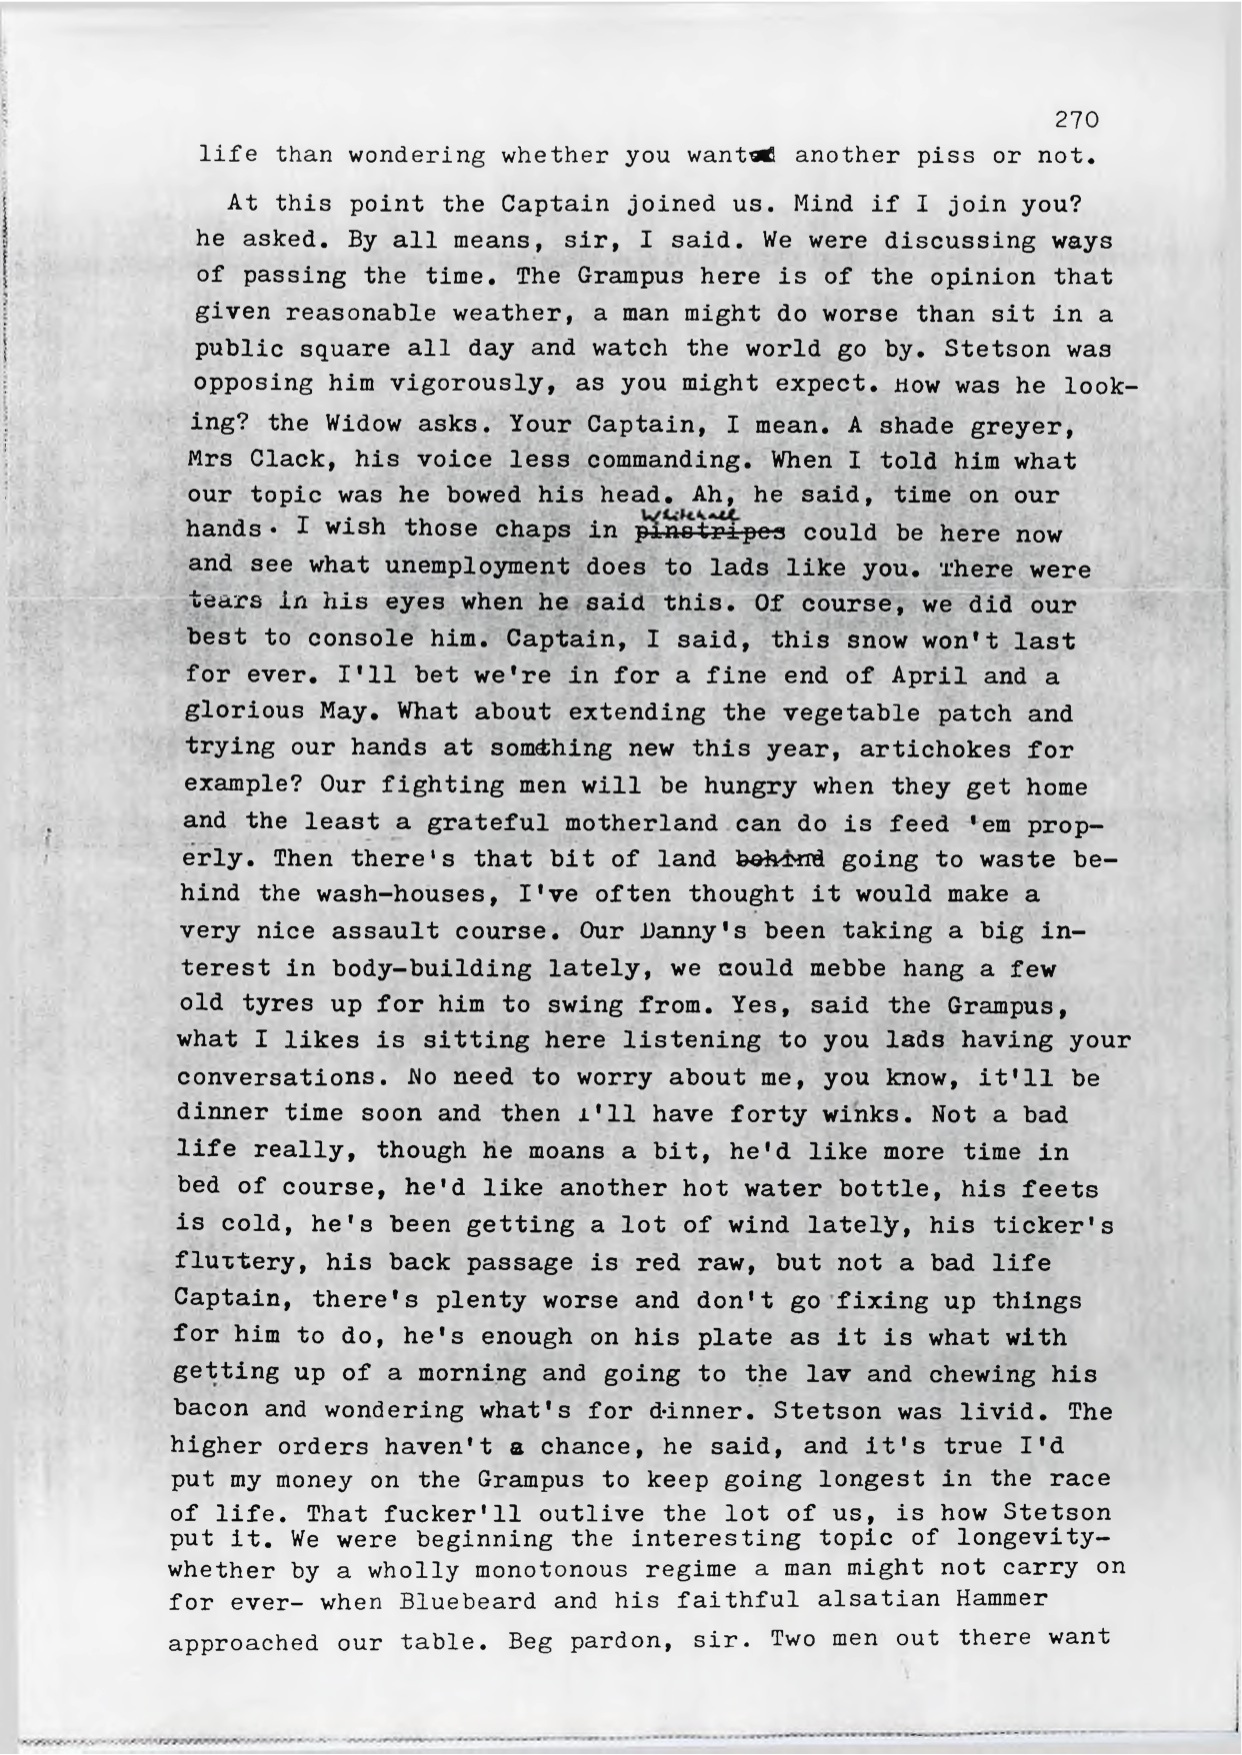 270
life than wondering whether you wanted another piss or not.
At this point the Captain joined us. Mind if I join you?
he asked. By all means, sir, I said. We were discussing ways
of passing the time. The Grampus here is of the opinion that
given reasonable weather, a man might do worse than sit in a
public square all day and watch the world go by. Stetson was
opposing him vigorously, as you might expect. How was he look-
ing? the Widow asks. Your Captain, I mean. A shade greyer,
Mrs Clack, his voice less commanding. When I told him what
our topic was he bowed his head. Ah, he said, time on our
Whitehall
hands. I wish those chaps in pinstripes could be here now
and see what unemployment does to lads like you. There were
tears in his eyes when he said this. Of course, we did our
best to console him. Captain, I said, this snow won't last
for ever. I'll bet we're in for a fine end of April and a
glorious May. What about extending the vegetable patch and
trying our hands at somthing new this year, artichokes for
example? Our fighting men will be hungry when they get home
and the least a grateful motherland can do is feed 'em prop-
erly. Then there's that bit of land behind going to waste be-
hind the wash-houses, I've often thought it would make a
very nice assault course. Our Danny's been taking a big in-
terest in body-building lately, we could mebbe hang a few
old tyres up for him to swing from. Yes, said the Grampus,
what I likes is sitting here listening to you lads having your
conversations. No need to worry about me, you know, it'll be
dinner time soon and then I'll have forty winks. Not a bad
life really, though he moans a bit, he'd like more time in
bed of course, he'd like another hot water bottle, his feets
is cold, he's been getting a lot of wind lately, his ticker's
fluttery, his back passage is red raw, but not a bad life
Captain, there's plenty worse and don't go fixing up things
for him to do, he's enough on his plate as it is what with
getting up of a morning and going to the lav and chewing his
bacon and wondering what's for dinner. Stetson was livid. The
higher orders haven't a chance, he said, and it's true I'd
put my money on the Grampus to keep going longest in the race
of life. That fucker'll outlive the lot of us, is how Stetson
put it. We were beginning the interesting topic of longevity-
whether by a wholly monotonous regime a man might not carry on
for ever- when Bluebeard and his faithful alsatian Hammer
approached our table. Beg pardon, sir. Two men out there want